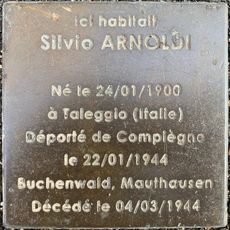 Ici habitait
Silvio ARNOLDI
Né le 24/01/1900
à Taleggio (Italie)
Déporté de Compiègne
le 22/01/1944
Buchenwald, Mauthausen
Décédé le 04/03/1944